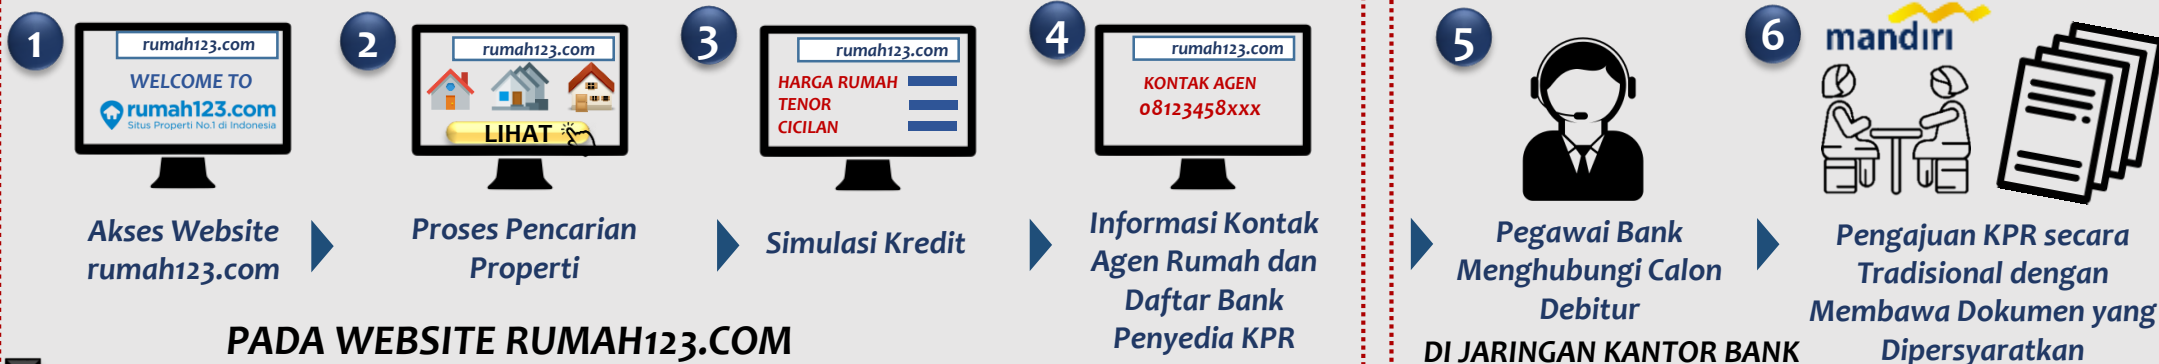 1
rumah123.com
WELCOME TO
rumah123.com
Situs Properti No.1 di Indonesia
Akses Website
rumah123.com
2
rumah123.com
LIHAT
Proses Pencarian
Properti
3
rumah123.com
HARGA RUMAH
TENOR
CICILAN
Simulasi Kredit
4
rumah123.com
KONTAK AGEN
08123458xxx
Informasi Kontak
Agen Rumah dan
Daftar Bank
Penyedia KPR
PADA WEBSITE RUMAH123.COM
5
Pegawai Bank
Menghubungi Calon
Debitur
6
mandırı
Pengajuan KPR secara
Tradisional dengan
Membawa Dokumen yang
Dipersyaratkan
DI JARINGAN KANTOR BANK